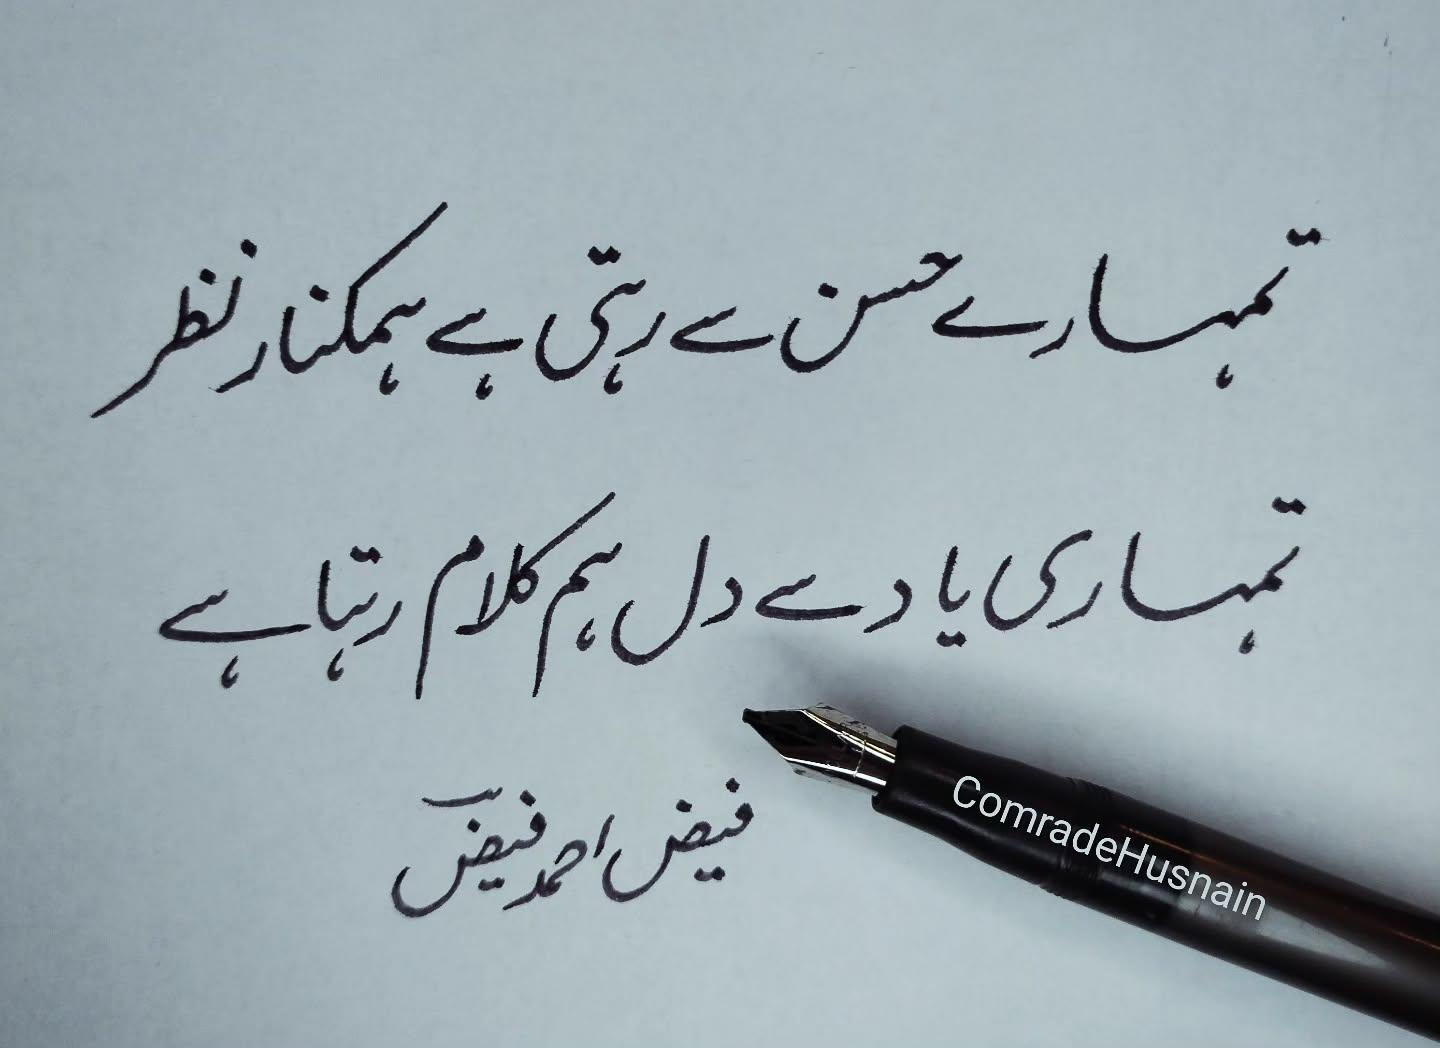 تمہارے حسن سے رہتی ہے ہمکنار نظر
تمہاری یاد سے دل ہم کلام رہتا ہے
فیض احمد فیضؔ
ComradeHusnain